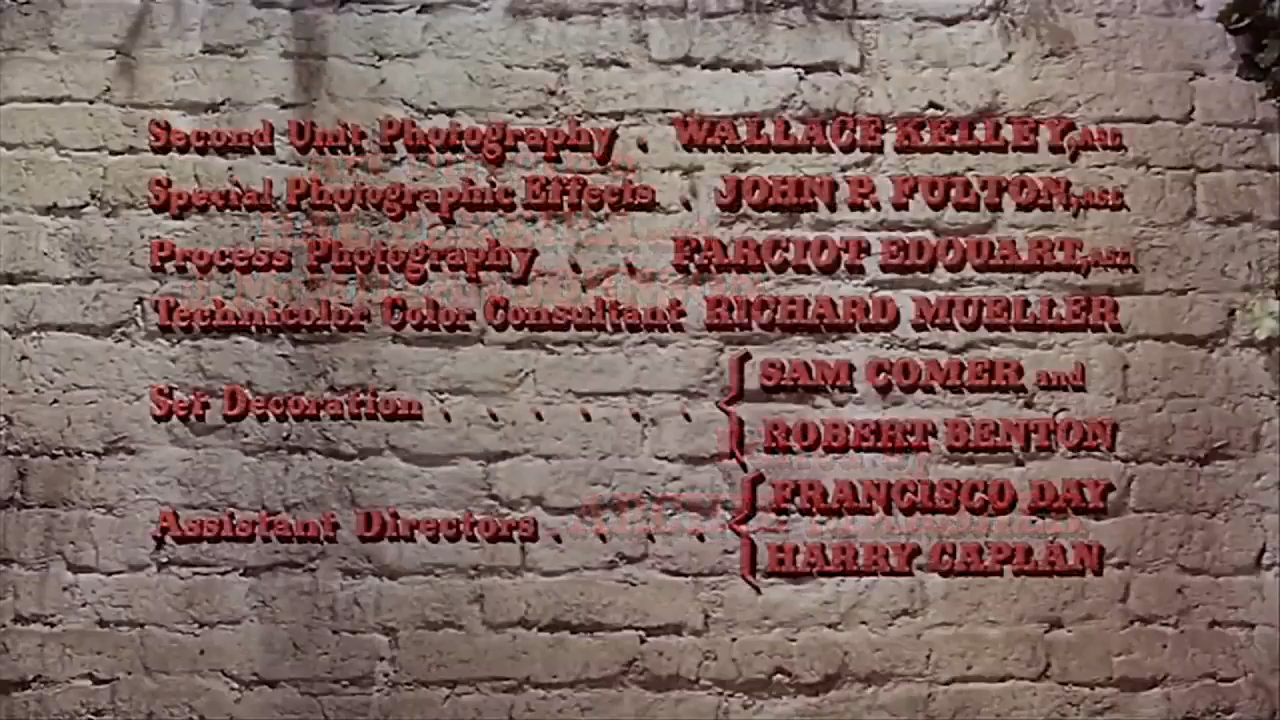 Second Unit Photography . WALLACE KELLEY, A.S.C.
Special Photographic Effects . JOHN P. FULTON, A.S.C.
Process Photography . . FARCIOT EDOUART, A.S.C.
Technicolor Color Consultant RICHARD MUELLER
Set Decoration . . . . . . { SAM COMER and
ROBERT BENTON
Assistant Directors . . . . { FRANCISCO DAY
HARRY CAPLAN